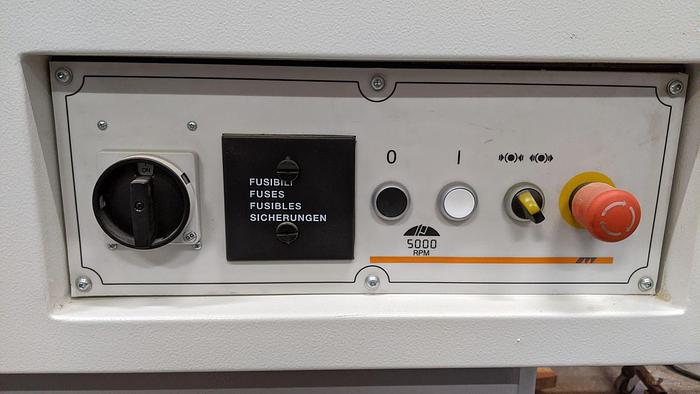 ON
FUSIBILI
FUSES
FUSIBLES
SICHERUNGEN
0
I
5000
RPM